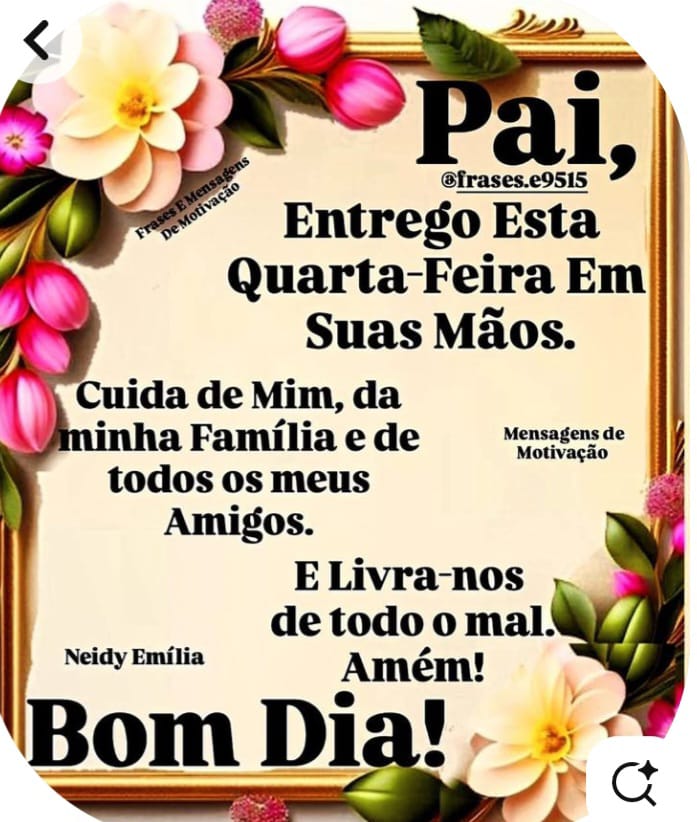 Pai,
@frases.e9515
Frases E Mensagens
De Motivação
Entrego Esta
Quarta-Feira Em
Suas Mãos.
Cuida de Mim, da
minha Família e de
todos os meus
Amigos.
Mensagens de
Motivação
E Livra-nos
de todo o mal.
Amém!
Neidy Emília
Bom Dia!